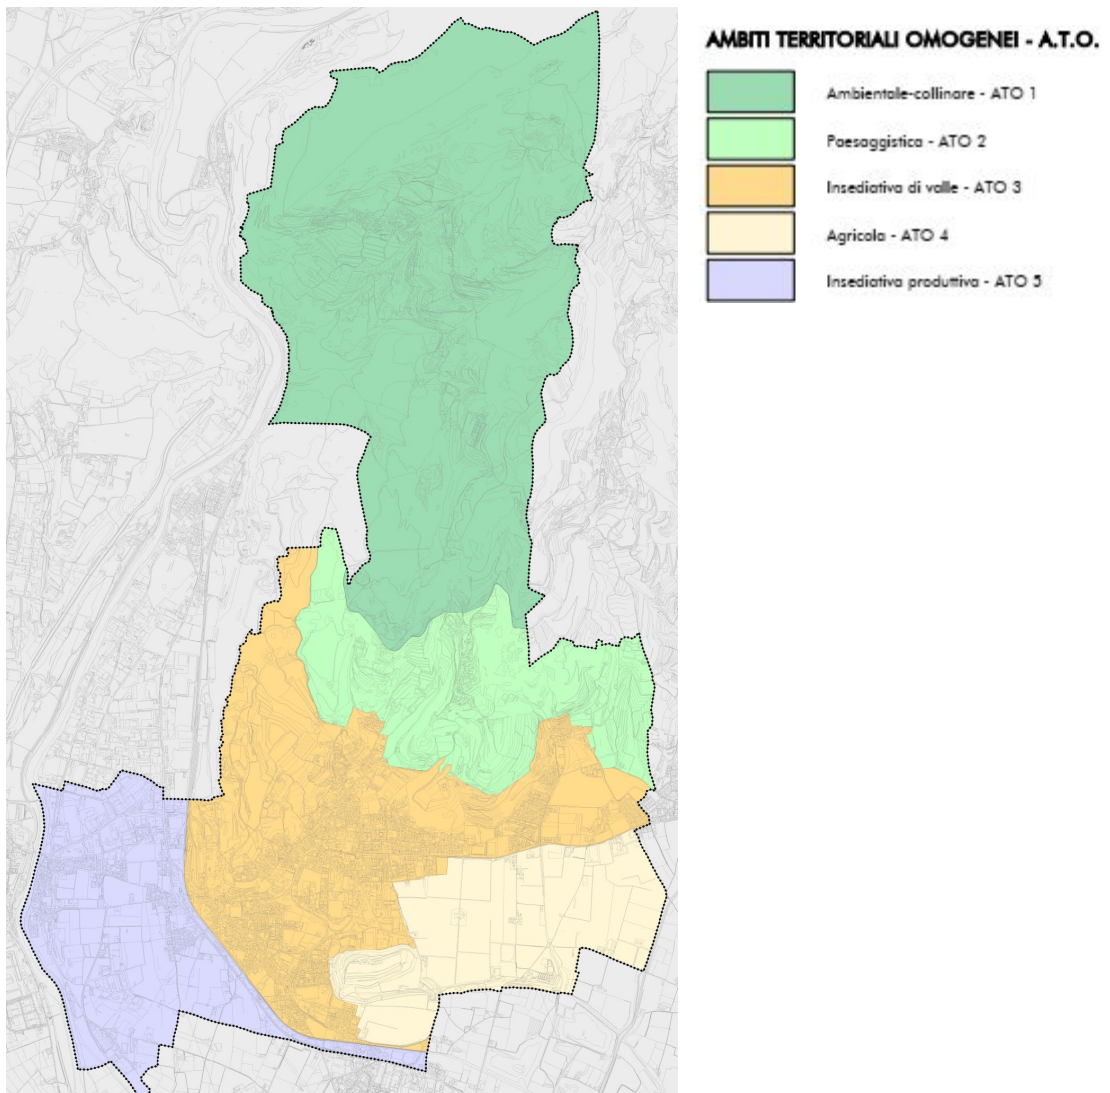 AMBITI TERRITORIALI OMOGENEI - A.T.O.
Ambientale-collinare - ATO 1
Paesaggistica - ATO 2
Insediativa di valle - ATO 3
Agricola - ATO 4
Insediativa produttiva - ATO 5